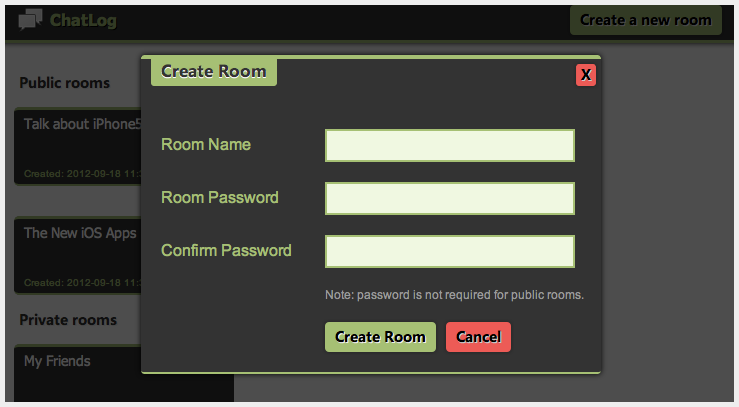 ChatLog
Create a new room
Public rooms
Talk about iPhone5
Created: 2012-09-18 11:
The New iOS Apps
Created: 2012-09-18 11:
Private rooms
My Friends
Create Room
X
Room Name
Room Password
Confirm Password
Note: password is not required for public rooms.
Create Room
Cancel